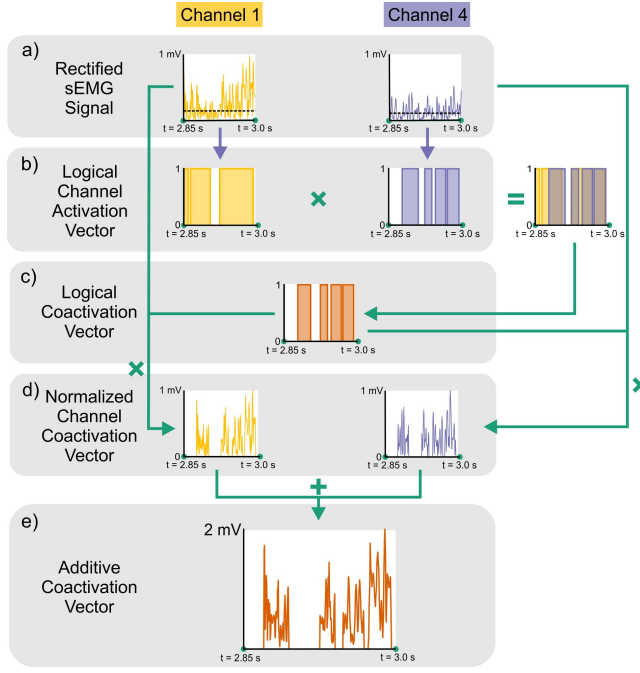 Channel 1
Channel 4
a)
Rectified
sEMG
Signal
1 mV
0
t = 2.85 s
t = 3.0 s
1 mV
0
t = 2.85 s
t = 3.0 s
b)
Logical
Channel
Activation
Vector
1
0
t = 2.85 s
t = 3.0 s
×
1
0
t = 2.85 s
t = 3.0 s
=
1
0
t = 2.85 s
t = 3.0 s
c)
Logical
Coactivation
Vector
1
0
t = 2.85 s
t = 3.0 s
×
×
d)
Normalized
Channel
Coactivation
Vector
1 mV
0
t = 2.85 s
t = 3.0 s
1 mV
0
t = 2.85 s
t = 3.0 s
+
e)
Additive
Coactivation
Vector
2 mV
t = 2.85 s
t = 3.0 s